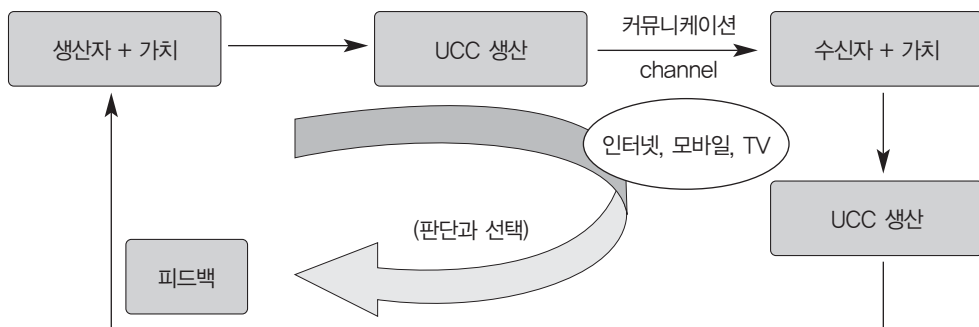 생산자 + 가치
UCC 생산
커뮤니케이션
channel
수신자 + 가치
인터넷, 모바일, TV
(판단과 선택)
UCC 생산
피드백